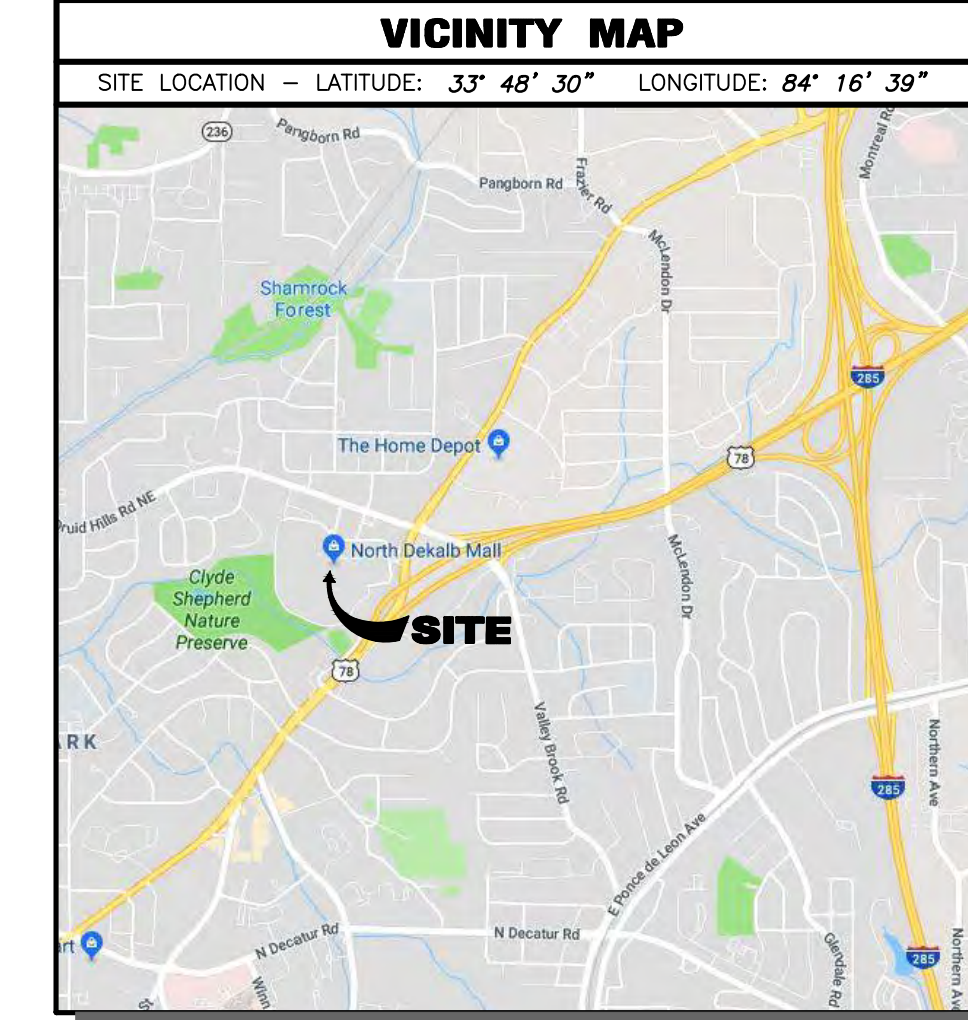 VICINITY MAP
SITE LOCATION – LATITUDE: 33° 48' 30" LONGITUDE: 84° 16' 39"
236
Pangborn Rd
Montreal Rd
Pangborn Rd
Frazier Rd
McLendon Dr
Shamrock
Forest
285
The Home Depot
78
Druid Hills Rd NE
North Dekalb Mall
McLendon Dr
Clyde
Shepherd
Nature
Preserve
SITE
78
Valley Brook Rd
ARK
Northern Ave
285
E Ponce de Leon Ave
N Decatur Rd
N Decatur Rd
Glendale Rd
Northern Ave
art
285
Winn
St